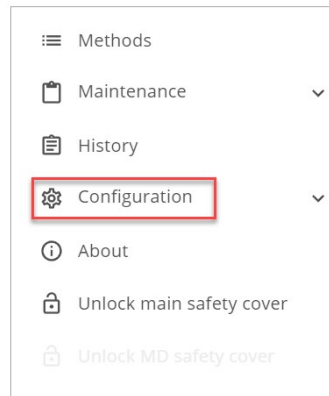 Methods
Maintenance
History
Configuration
About
Unlock main safety cover
Unlock MD safety cover